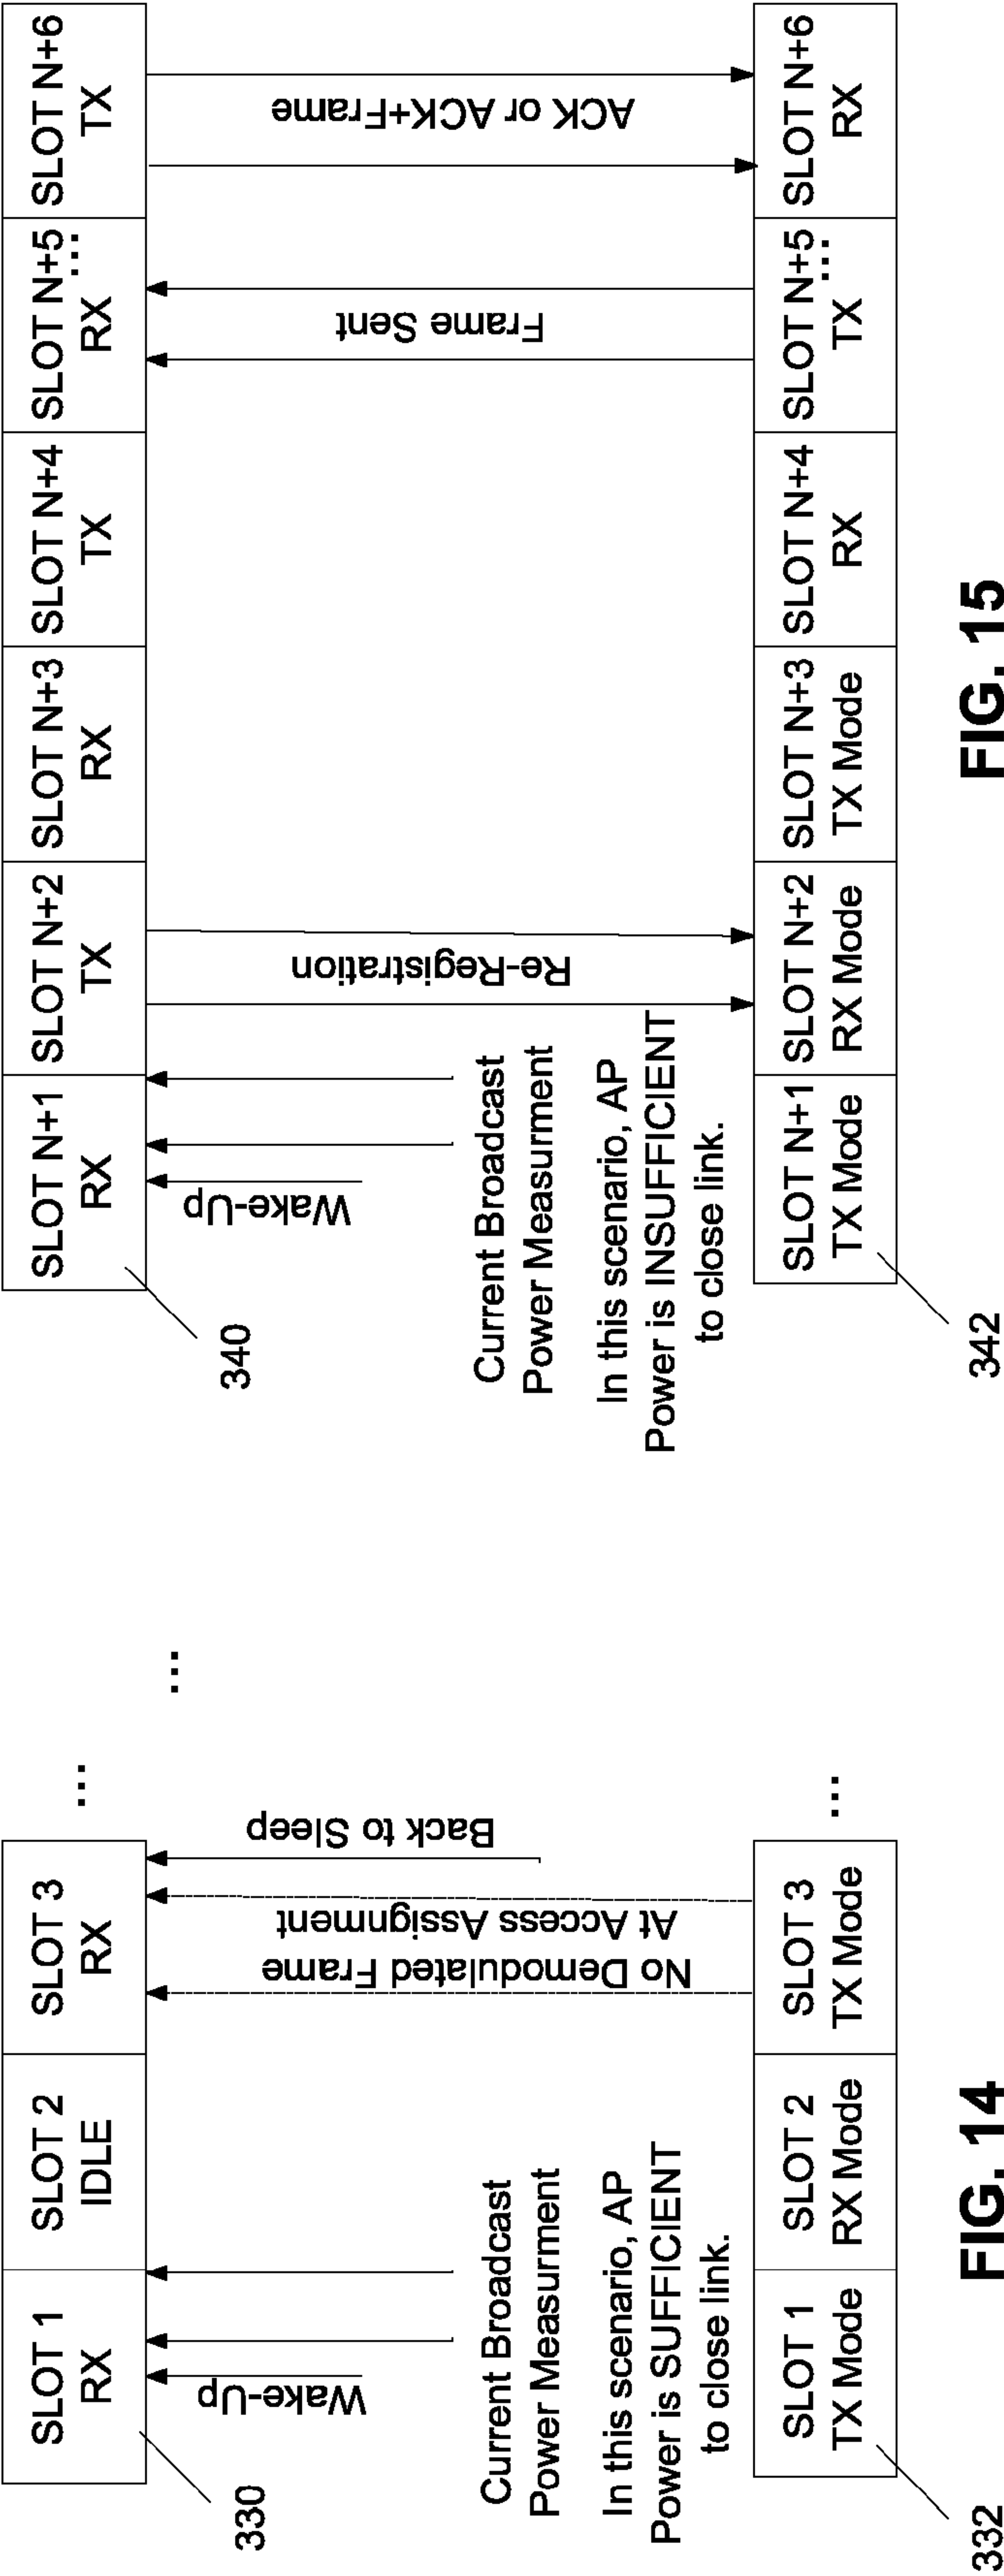 SLOT 1
RX
SLOT 2
IDLE
SLOT 3
RX
...
...
330
Wake-Up
Current Broadcast
Power Measurment
In this scenario, AP
Power is SUFFICIENT
to close link.
No Demodulated Frame
At Access Assignment
Back to Sleep
SLOT 1
TX Mode
SLOT 2
RX Mode
SLOT 3
TX Mode
...
332
FIG. 14
SLOT N+1
RX
SLOT N+2
TX
SLOT N+3
RX
SLOT N+4
TX
SLOT N+5
RX
...
SLOT N+6
TX
340
Wake-Up
Current Broadcast
Power Measurment
In this scenario, AP
Power is INSUFFICIENT
to close link.
Re-Registration
Frame Sent
ACK or ACK+Frame
SLOT N+1
TX Mode
SLOT N+2
RX Mode
SLOT N+3
TX Mode
SLOT N+4
RX
SLOT N+5
TX
...
SLOT N+6
RX
342
FIG. 15